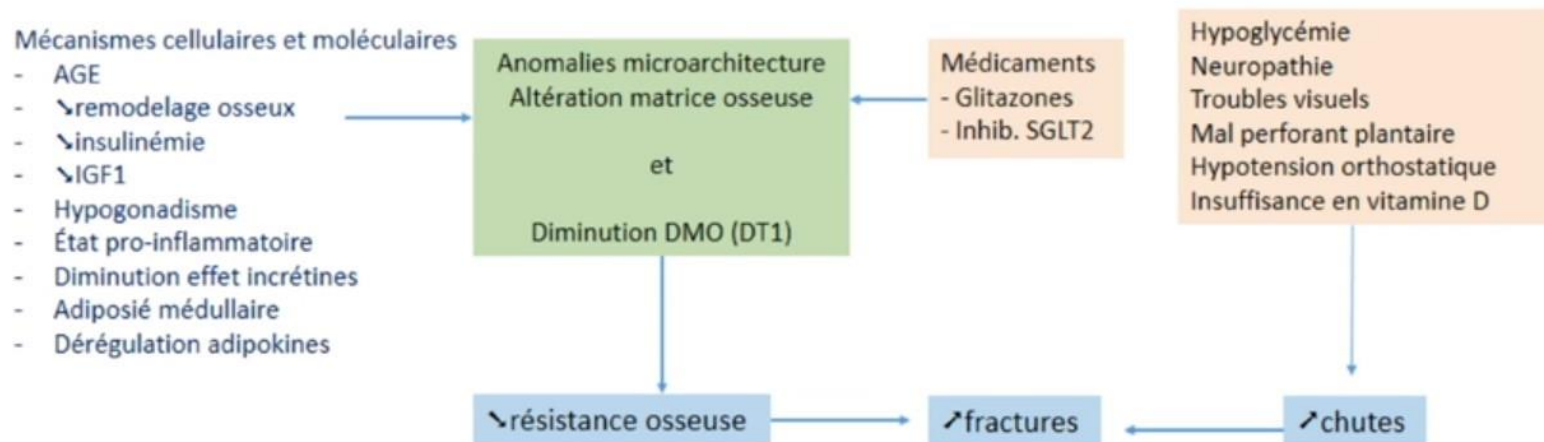 Mécanismes cellulaires et moléculaires
- AGE
- ↘remodelage osseux
- ↘insulinémie
- ↘IGF1
- Hypogonadisme
- État pro-inflammatoire
- Diminution effet incrétines
- Adiposié médullaire
- Dérégulation adipokines
Anomalies microarchitecture
Altération matrice osseuse
et
Diminution DMO (DT1)
Médicaments
- Glitazones
- Inhib. SGLT2
Hypoglycémie
Neuropathie
Troubles visuels
Mal perforant plantaire
Hypotension orthostatique
Insuffisance en vitamine D
↘résistance osseuse
↗fractures
↗chutes